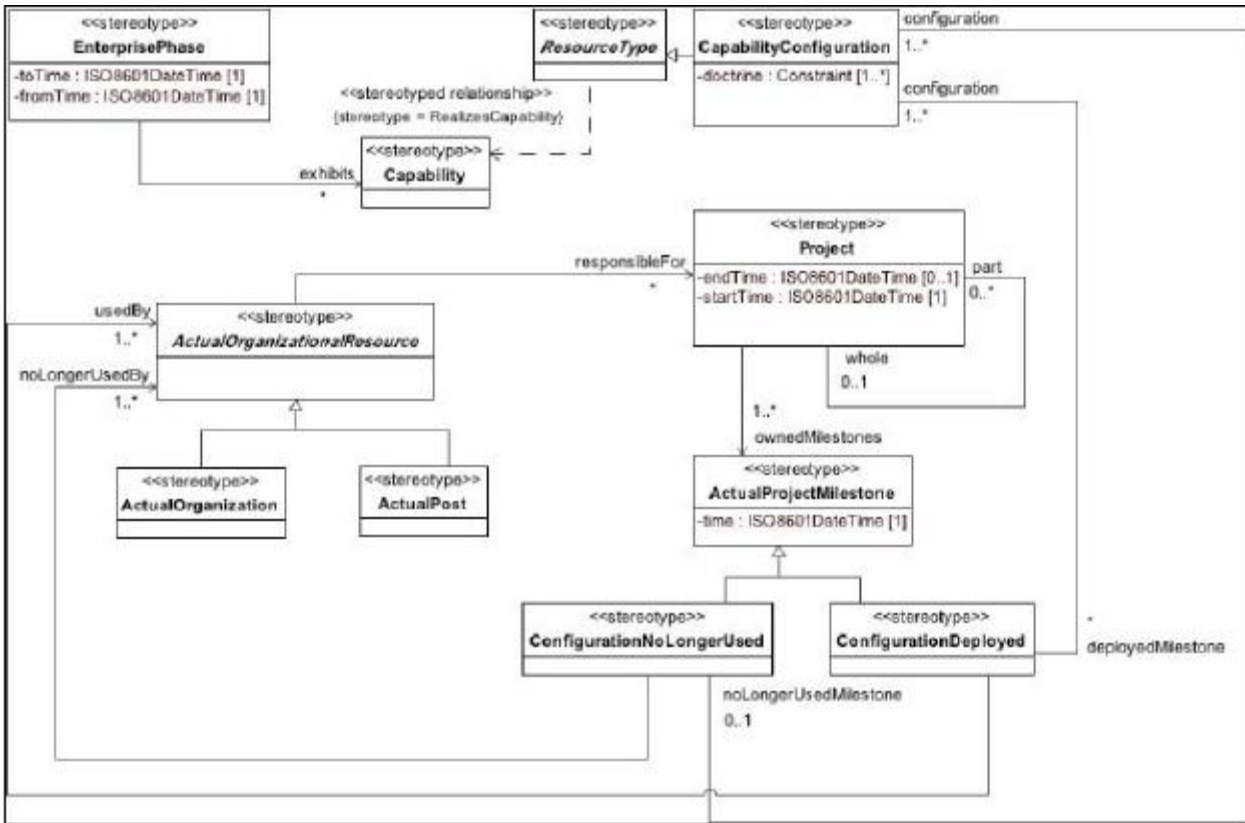 <<stereotype>>
EnterprisePhase
-toTime : ISO8601DateTime [1]
-fromTime : ISO8601DateTime [1]
<<stereotype>>
ResourceType
<<stereotype>>
CapabilityConfiguration
-doctrine : Constraint [1..*]
configuration
1..*
configuration
1..*
<<stereotyped relationship>>
{stereotype = RealizesCapability}
<<stereotype>>
Capability
exhibits
*
<<stereotype>>
Project
-endTime : ISO8601DateTime [0..1]
-startTime : ISO8601DateTime [1]
responsibleFor
*
part
0..*
whole
0..1
usedBy
1..*
<<stereotype>>
ActualOrganizationalResource
noLongerUsedBy
1..*
1..*
ownedMilestones
<<stereotype>>
ActualOrganization
<<stereotype>>
ActualPost
<<stereotype>>
ActualProjectMilestone
-time : ISO8601DateTime [1]
<<stereotype>>
ConfigurationNoLongerUsed
<<stereotype>>
ConfigurationDeployed
*
deployedMilestone
noLongerUsedMilestone
0..1